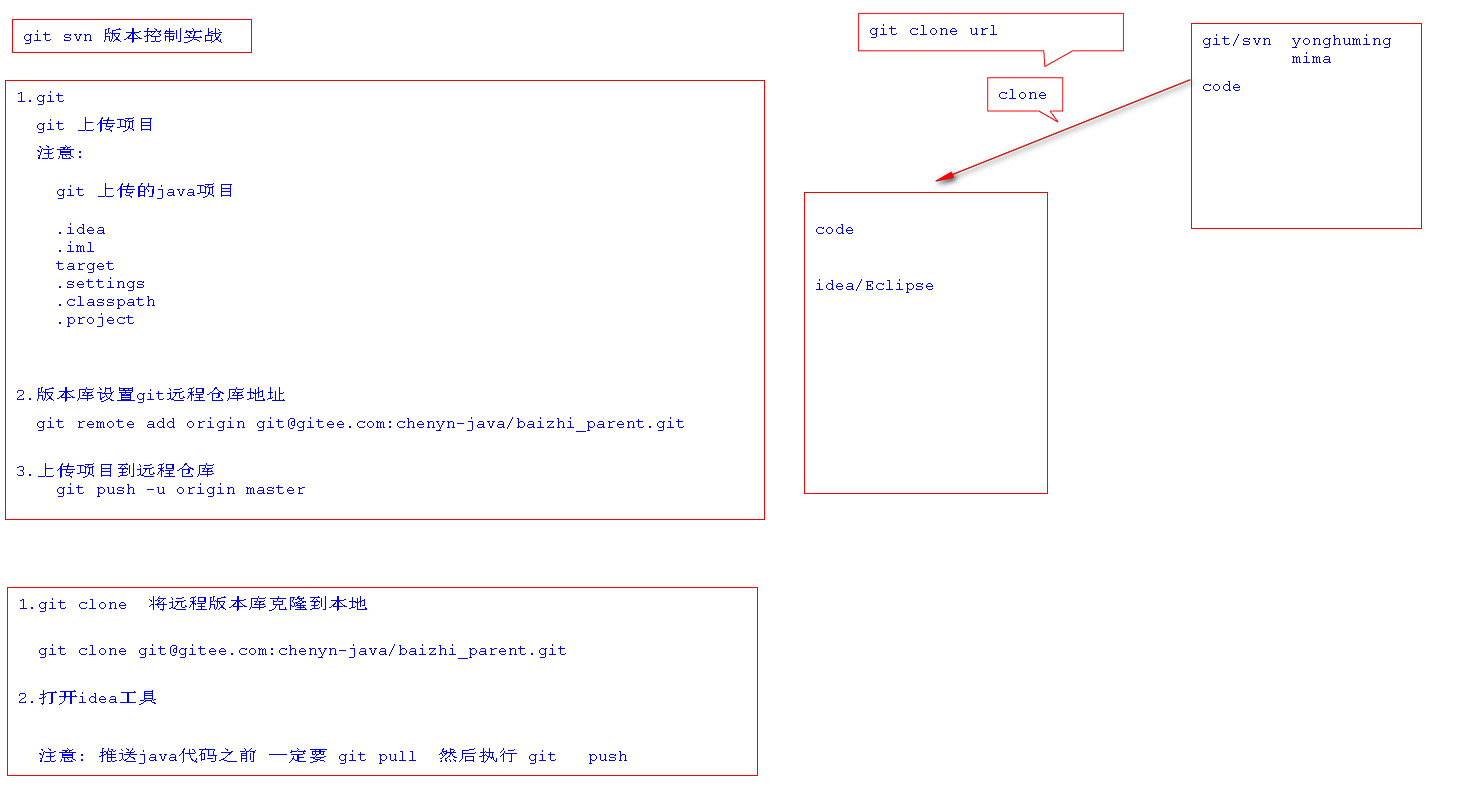 git svn 版本控制实战
1.git
git 上传项目
注意:
git 上传的java项目
.idea
.iml
target
.settings
.classpath
.project
2.版本库设置git远程仓库地址
git remote add origin git@gitee.com:chenyn-java/baizhi_parent.git
3.上传项目到远程仓库
git push -u origin master
git clone url
clone
git/svn yonghuming
mima
code
code
idea/Eclipse
1.git clone 将远程版本库克隆到本地
git clone git@gitee.com:chenyn-java/baizhi_parent.git
2.打开idea工具
注意: 推送java代码之前 一定要 git pull 然后执行 git push